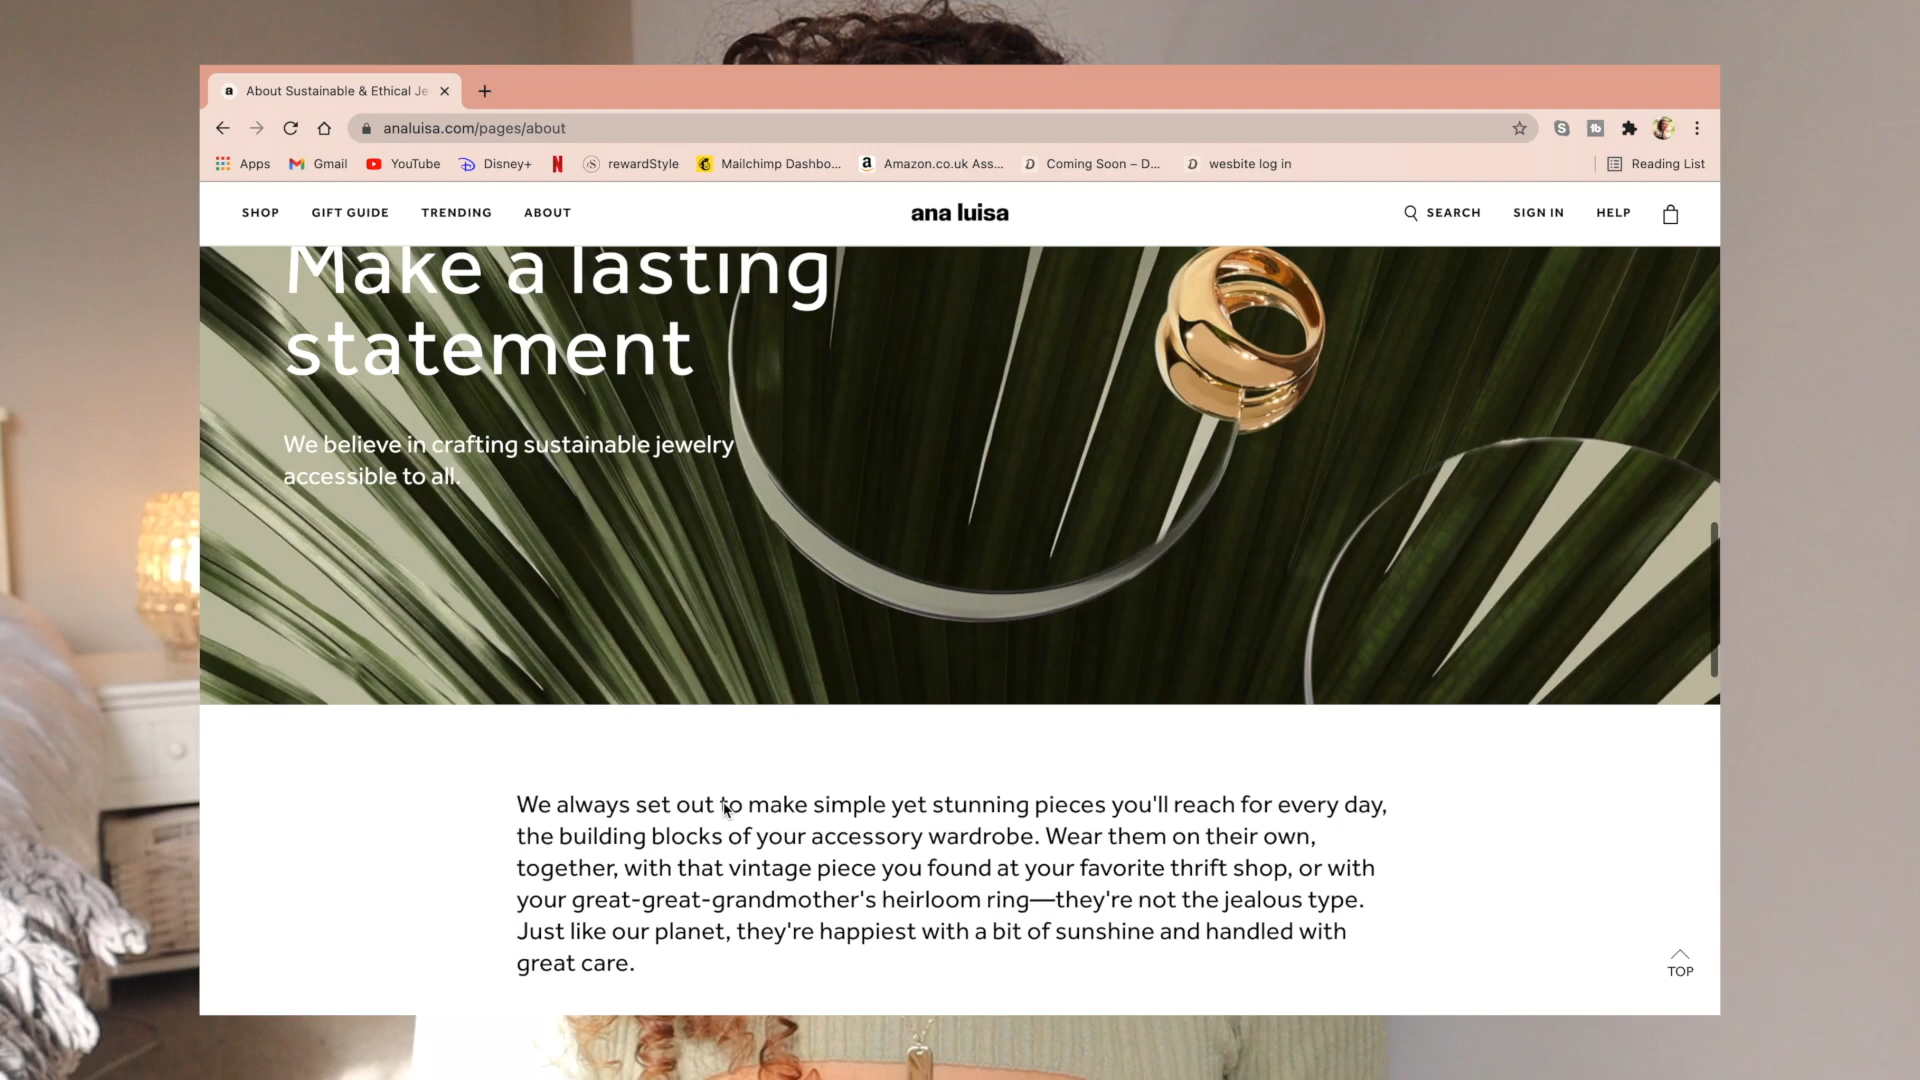 a About Sustainable & Ethical Je
analuisa.com/pages/about
S tb
Apps Gmail YouTube Disney+ N rewardStyle Mailchimp Dashbo... a Amazon.co.uk Ass... D Coming Soon – D... D wesbite log in Reading List
SHOP GIFT GUIDE TRENDING ABOUT ana luisa SEARCH SIGN IN HELP
Make a lasting
statement
We believe in crafting sustainable jewelry
accessible to all.
We always set out to make simple yet stunning pieces you'll reach for every day,
the building blocks of your accessory wardrobe. Wear them on their own,
together, with that vintage piece you found at your favorite thrift shop, or with
your great-great-grandmother's heirloom ring—they're not the jealous type.
Just like our planet, they're happiest with a bit of sunshine and handled with
great care.
TOP